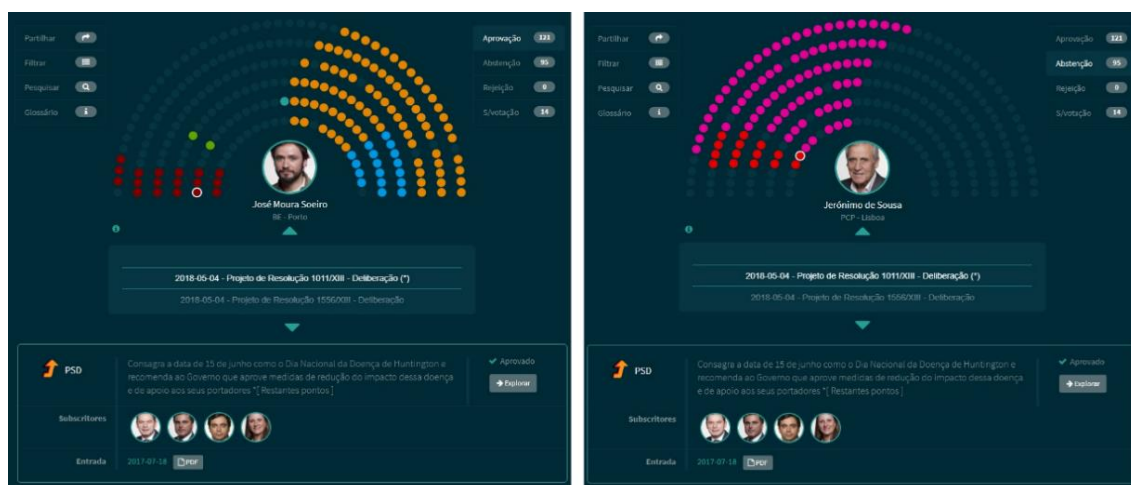 Partilhar
Filtrar
Pesquisar
Glossário
Aprovação 121
Abstenção 95
Rejeição 0
S/votação 14
José Moura Soeiro
BE - Porto
2018-05-04 - Projeto de Resolução 1011/XIII - Deliberação (*)
2018-05-04 - Projeto de Resolução 1556/XIII - Deliberação
PSD
Consagra a data de 15 de junho como o Dia Nacional da Doença de Huntington e
recomenda ao Governo que aprove medidas de redução do impacto dessa doença
e de apoio aos seus portadores *[ Restantes pontos ]
Aprovado
Explorar
Subscritores
Entrada
2017-07-18
PDF
Partilhar
Filtrar
Pesquisar
Glossário
Aprovação 121
Abstenção 95
Rejeição 0
S/votação 14
Jerónimo de Sousa
PCP - Lisboa
2018-05-04 - Projeto de Resolução 1011/XIII - Deliberação (*)
2018-05-04 - Projeto de Resolução 1556/XIII - Deliberação
PSD
Consagra a data de 15 de junho como o Dia Nacional da Doença de Huntington e
recomenda ao Governo que aprove medidas de redução do impacto dessa doença
e de apoio aos seus portadores *[ Restantes pontos ]
Aprovado
Explorar
Subscritores
Entrada
2017-07-18
PDF